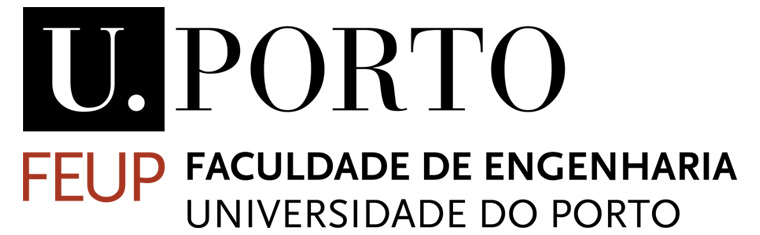 U. PORTO
FEUP FACULDADE DE ENGENHARIA
UNIVERSIDADE DO PORTO